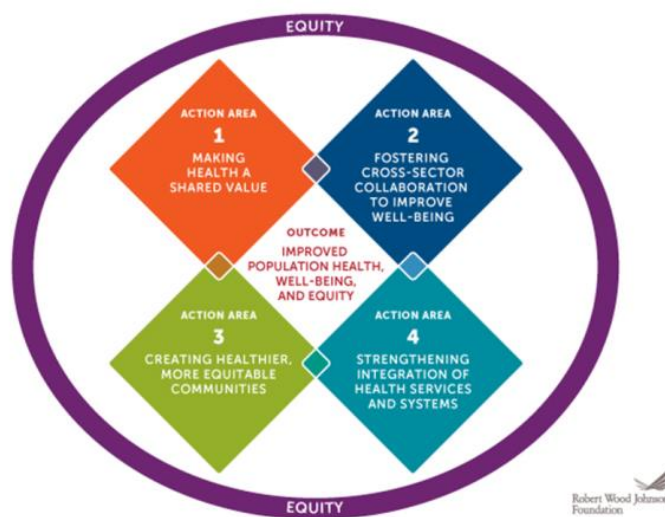 EQUITY
ACTION AREA
1
MAKING
HEALTH A
SHARED VALUE
ACTION AREA
2
FOSTERING
CROSS-SECTOR
COLLABORATION
TO IMPROVE
WELL-BEING
OUTCOME
IMPROVED
POPULATION HEALTH,
WELL-BEING,
AND EQUITY
ACTION AREA
3
CREATING HEALTHIER,
MORE EQUITABLE
COMMUNITIES
ACTION AREA
4
STRENGTHENING
INTEGRATION OF
HEALTH SERVICES
AND SYSTEMS
EQUITY
Robert Wood Johnson
Foundation